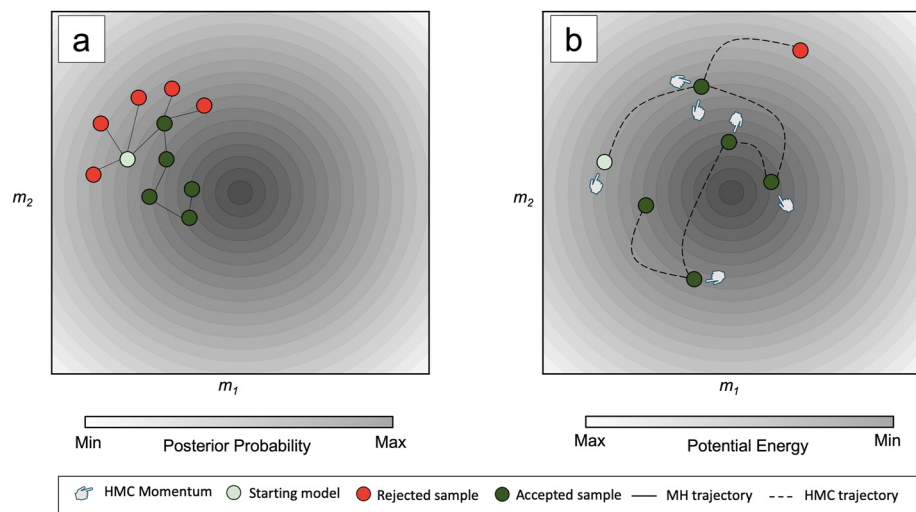 a
b
m2
m2
m1
m1
Min
Posterior Probability
Max
Max
Potential Energy
Min
HMC Momentum
Starting model
Rejected sample
Accepted sample
MH trajectory
HMC trajectory